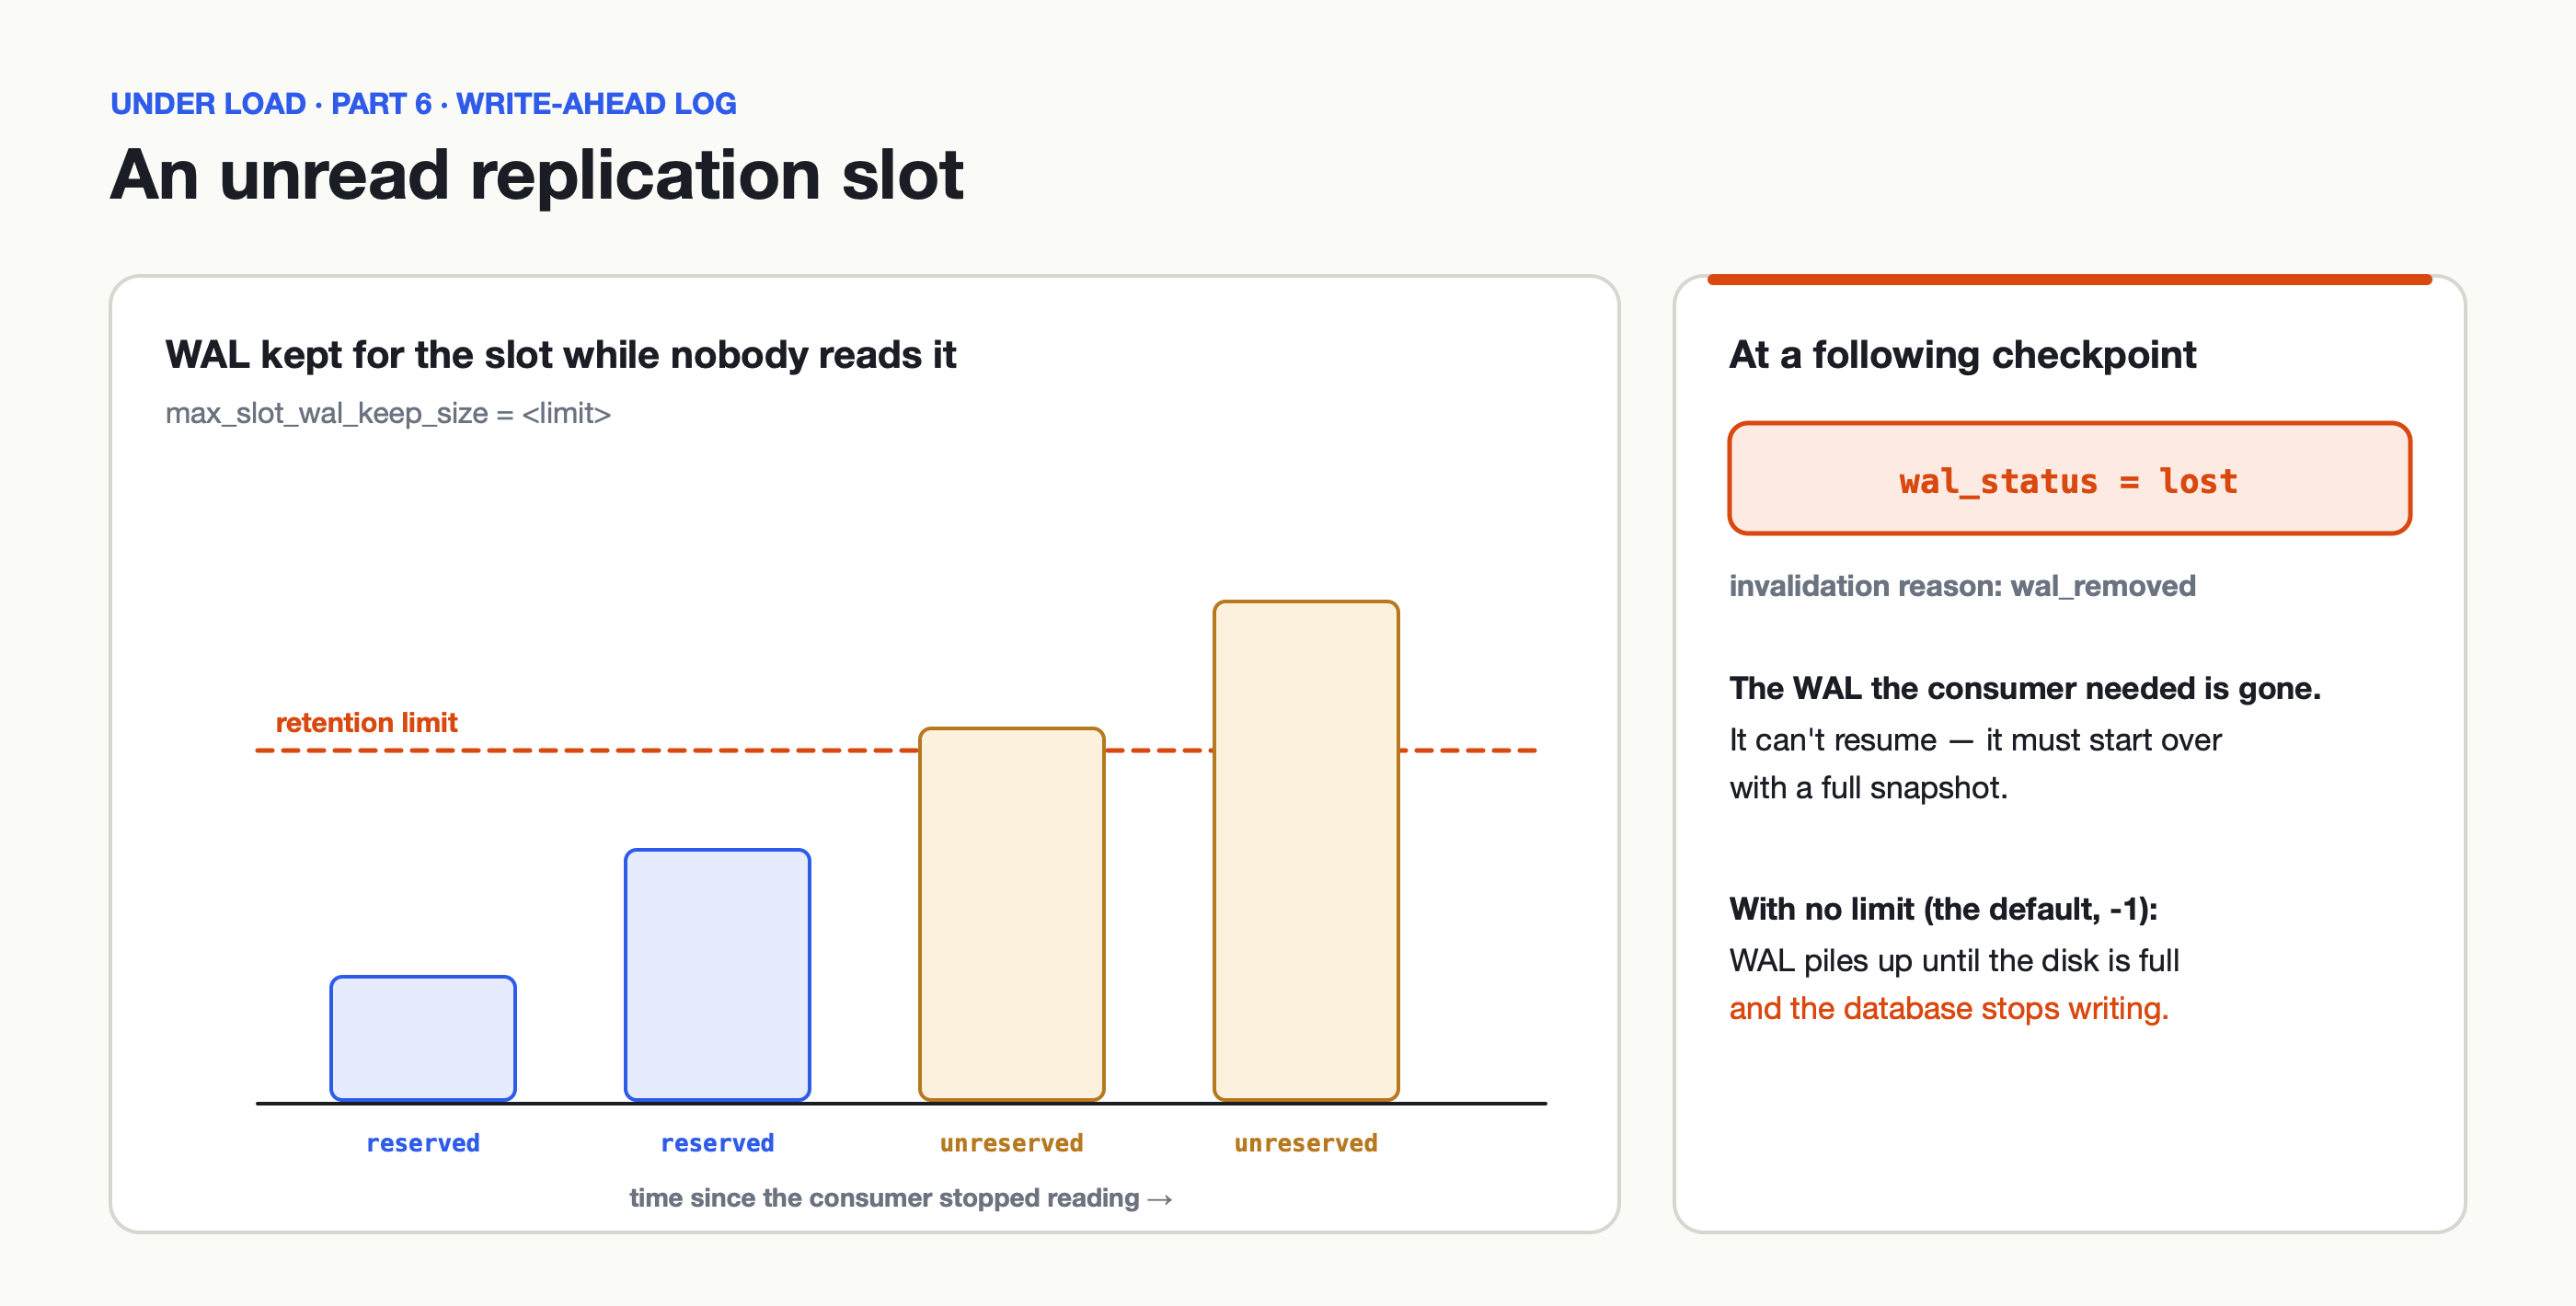 UNDER LOAD · PART 6 · WRITE-AHEAD LOG
An unread replication slot
WAL kept for the slot while nobody reads it
max_slot_wal_keep_size = <limit>
retention limit
reserved
reserved
unreserved
unreserved
time since the consumer stopped reading →
At a following checkpoint
wal_status = lost
invalidation reason: wal_removed
The WAL the consumer needed is gone.
It can't resume — it must start over
with a full snapshot.
With no limit (the default, -1):
WAL piles up until the disk is full
and the database stops writing.